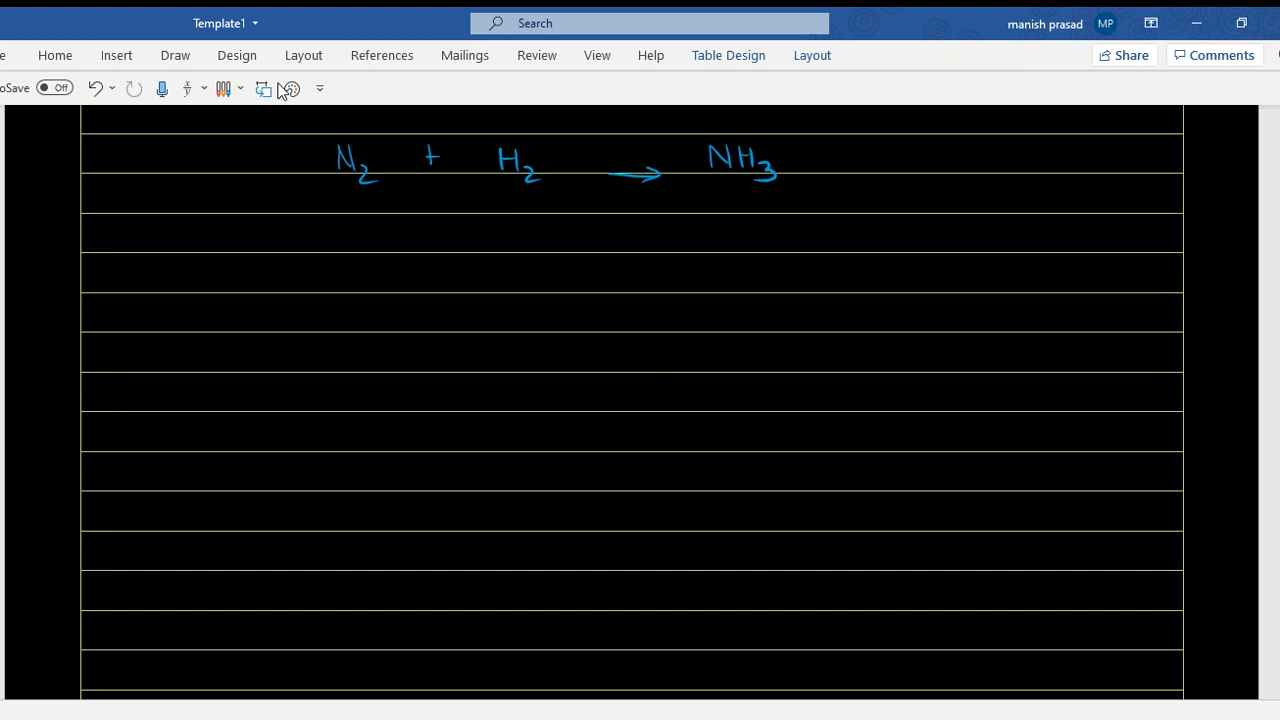 Template1 Search manish prasad MP
Home Insert Draw Design Layout References Mailings Review View Help Table Design Layout Share Comments
oSave Off
N₂ + H₂ → NH₃